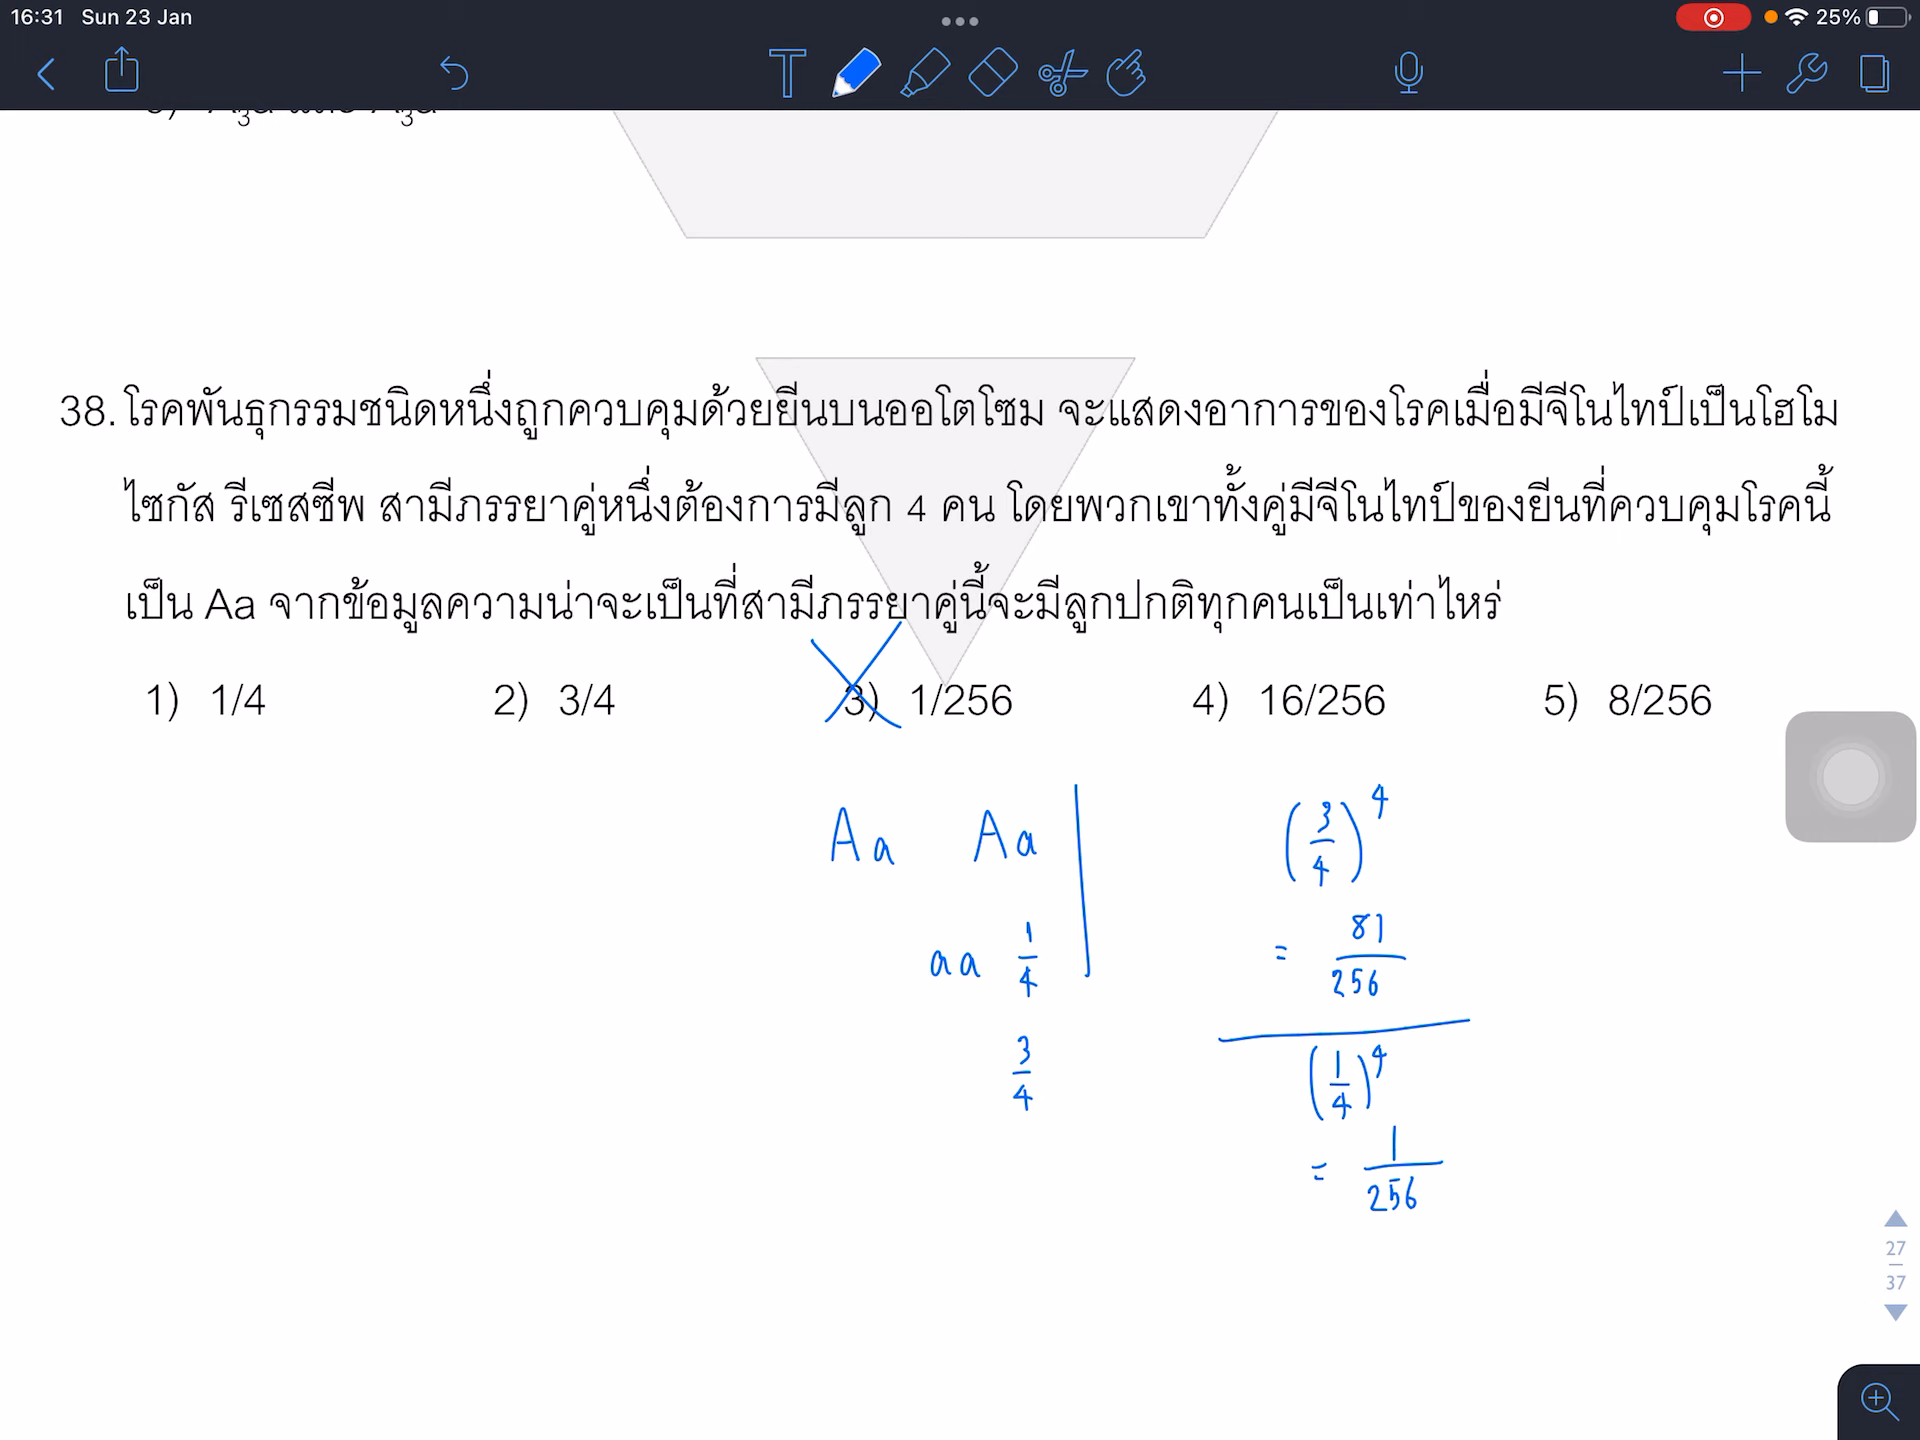 16:31 Sun 23 Jan
25%
38. โรคพันธุกรรมชนิดหนึ่งถูกควบคุมด้วยยีนบนออโตโซม จะแสดงอาการของโรคเมื่อมีจีโนไทป์เป็นโฮโม
ไซกัส รีเซสซีพ สามีภรรยาคู่หนึ่งต้องการมีลูก 4 คน โดยพวกเขาทั้งคู่มีจีโนไทป์ของยีนที่ควบคุมโรคนี้
เป็น Aa จากข้อมูลความน่าจะเป็นที่สามีภรรยาคู่นี้จะมีลูกปกติทุกคนเป็นเท่าไหร่
1) 1/4 2) 3/4 3) 1/256 4) 16/256 5) 8/256
Aa Aa (3/4)^4
aa 1/4 = 81/256
3/4 (1/4)^4
= 1/256
27
37